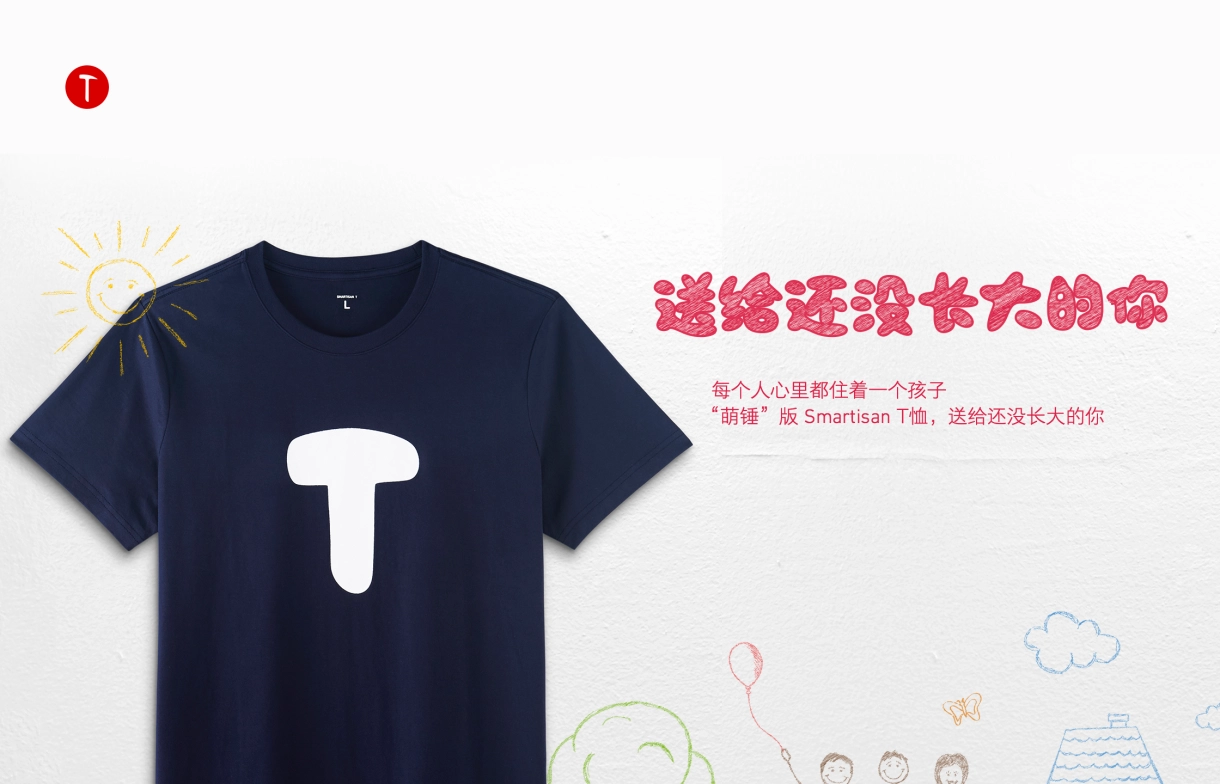 T
送给还没长大的你
每个人心里都住着一个孩子
“萌锤”版 Smartisan T恤，送给还没长大的你
SMARTISAN T
L
T